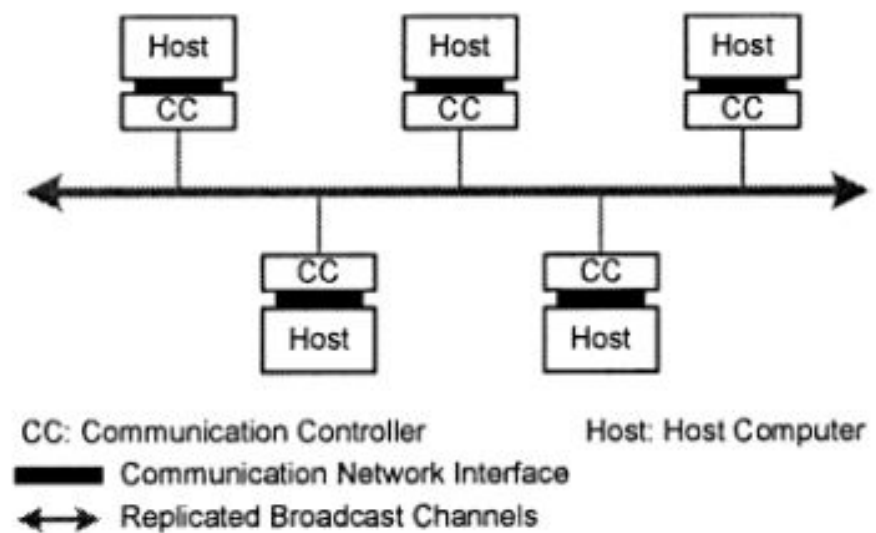 Host Host Host
CC CC CC
CC CC
Host Host
CC: Communication Controller Host: Host Computer
Communication Network Interface
Replicated Broadcast Channels